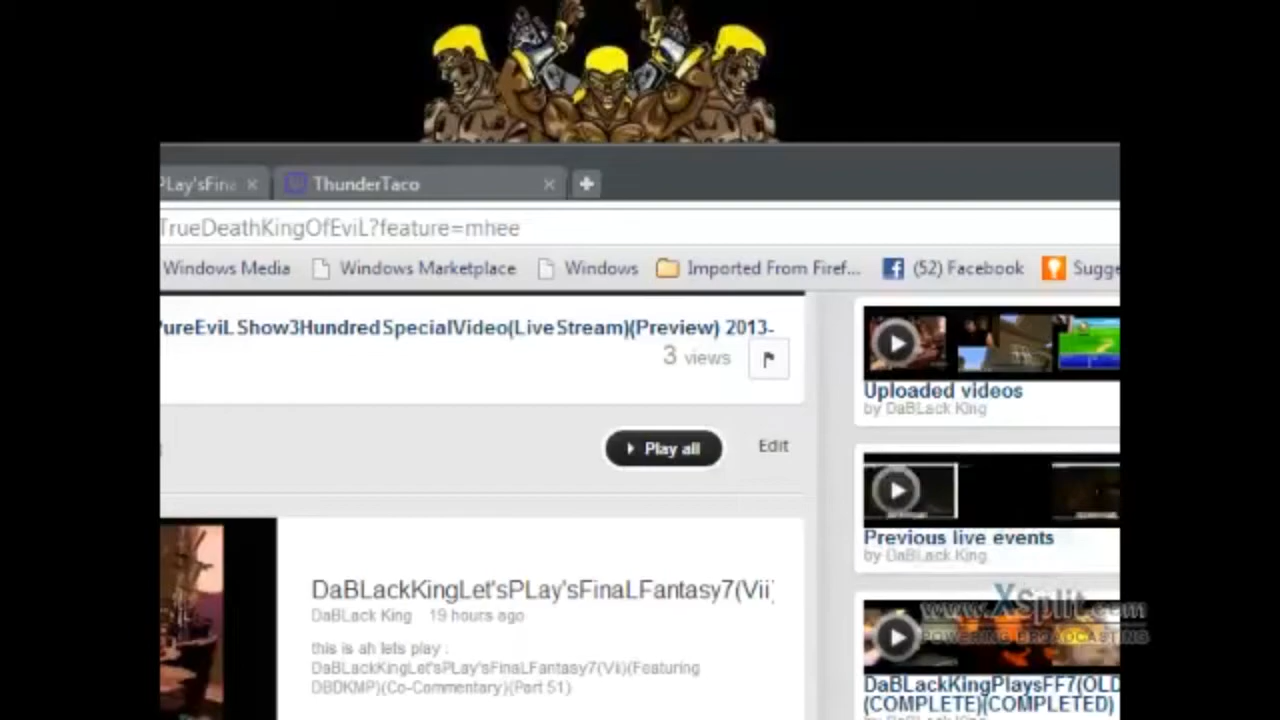 PLay'sFina
ThunderTaco
TrueDeathKingOfEviL?feature=mhee
Windows Media
Windows Marketplace
Windows
Imported From Firef...
(52) Facebook
Sugge
PureEviLShow3HundredSpecialVideo(LiveStream)(Preview) 2013-
3 views
Uploaded videos
by DaBLack King
Play all
Edit
Previous live events
by DaBLack King
DaBLackKingLet'sPLay'sFinaLFantasy7(Vii)
DaBLack King 19 hours ago
www.XSplit.com
POWERING BROADCASTING
this is ah lets play :
DaBLackKingLet'sPLay'sFinaLFantasy7(Vii)(Featuring
DBDKMP)(Co-Commentary)(Part 51)
DaBLackKingPlaysFF7(OLD
(COMPLETE)(COMPLETED)